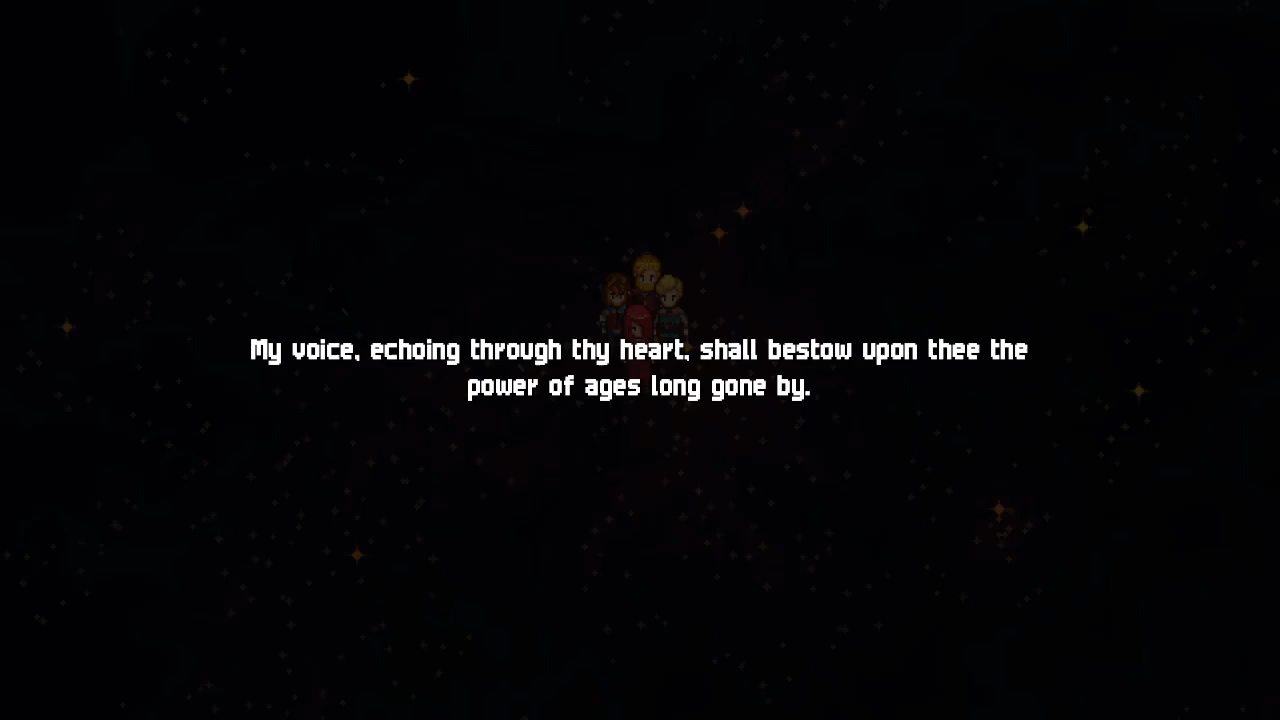 My voice, echoing through thy heart, shall bestow upon thee the
power of ages long gone by.